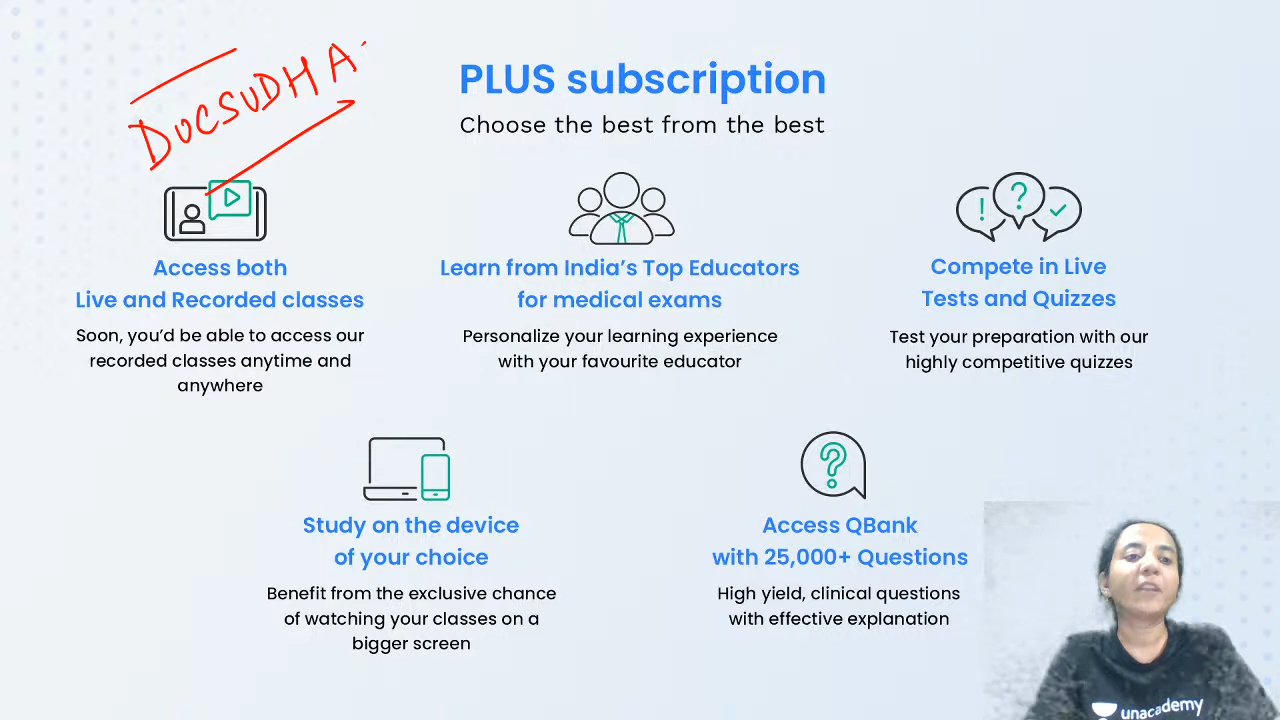 DOCSUDHA
PLUS subscription
Choose the best from the best
Access both
Live and Recorded classes
Soon, you’d be able to access our
recorded classes anytime and
anywhere
Learn from India’s Top Educators
for medical exams
Personalize your learning experience
with your favourite educator
Compete in Live
Tests and Quizzes
Test your preparation with our
highly competitive quizzes
Study on the device
of your choice
Benefit from the exclusive chance
of watching your classes on a
bigger screen
Access QBank
with 25,000+ Questions
High yield, clinical questions
with effective explanation
unacademy